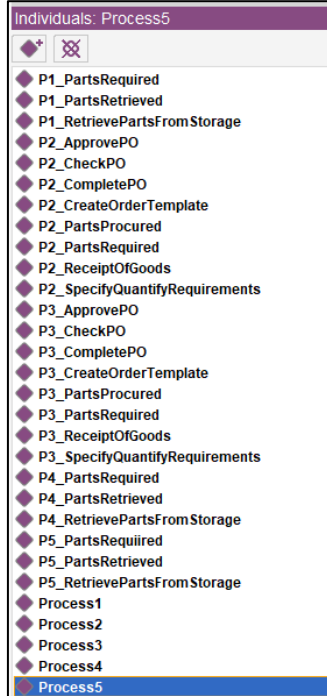 Individuals: Process5
P1_PartsRequired
P1_PartsRetrieved
P1_RetrievePartsFromStorage
P2_ApprovePO
P2_CheckPO
P2_CompletePO
P2_CreateOrderTemplate
P2_PartsProcured
P2_PartsRequired
P2_ReceiptOfGoods
P2_SpecifyQuantifyRequirements
P3_ApprovePO
P3_CheckPO
P3_CompletePO
P3_CreateOrderTemplate
P3_PartsProcured
P3_PartsRequired
P3_ReceiptOfGoods
P3_SpecifyQuantifyRequirements
P4_PartsRequired
P4_PartsRetrieved
P4_RetrievePartsFromStorage
P5_PartsRequiired
P5_PartsRetrieved
P5_RetrievePartsFromStorage
Process1
Process2
Process3
Process4
Process5